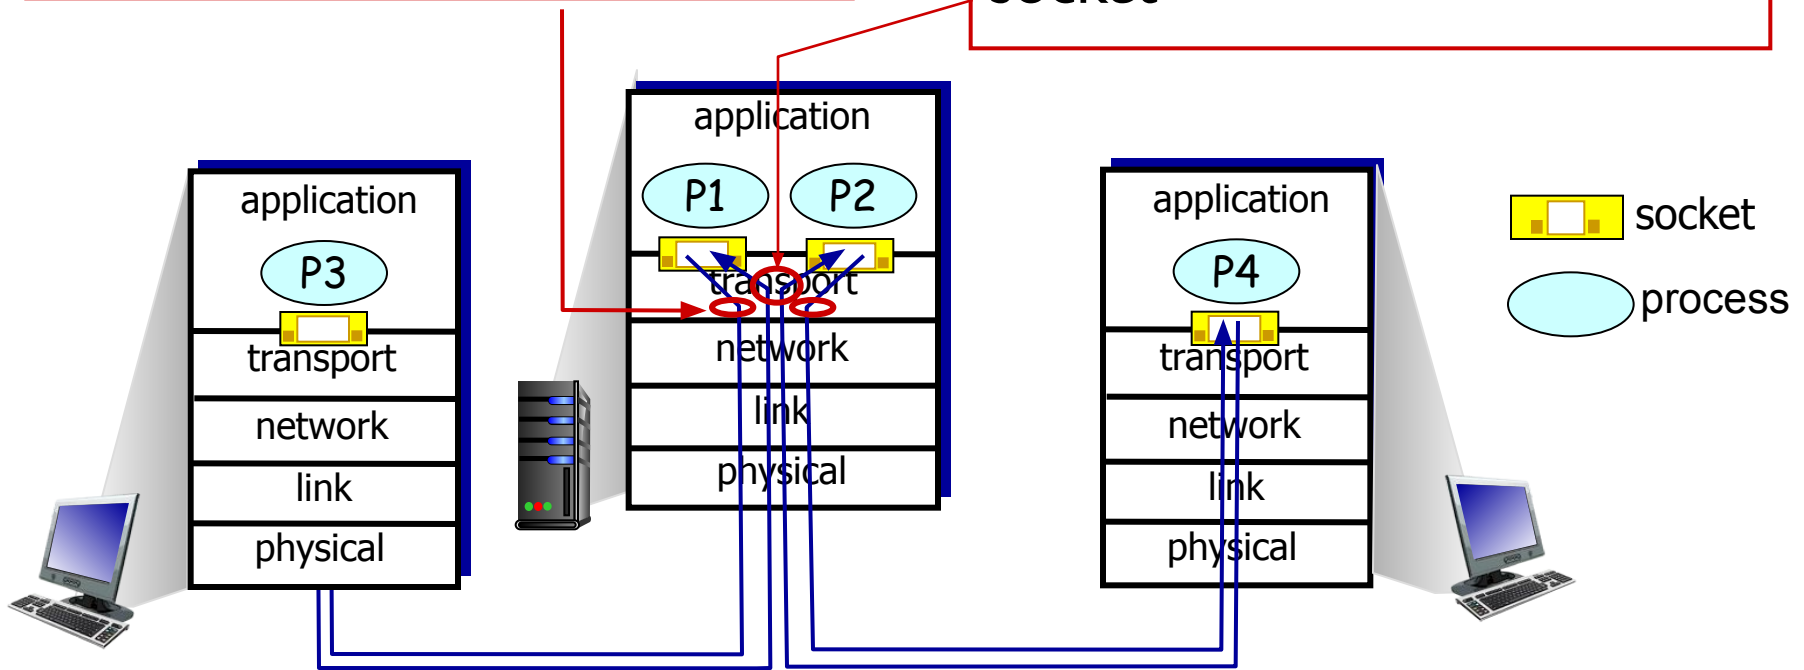 socket
application
P1
P2
transport
network
link
physical
application
P3
transport
network
link
physical
application
P4
transport
network
link
physical
socket
process